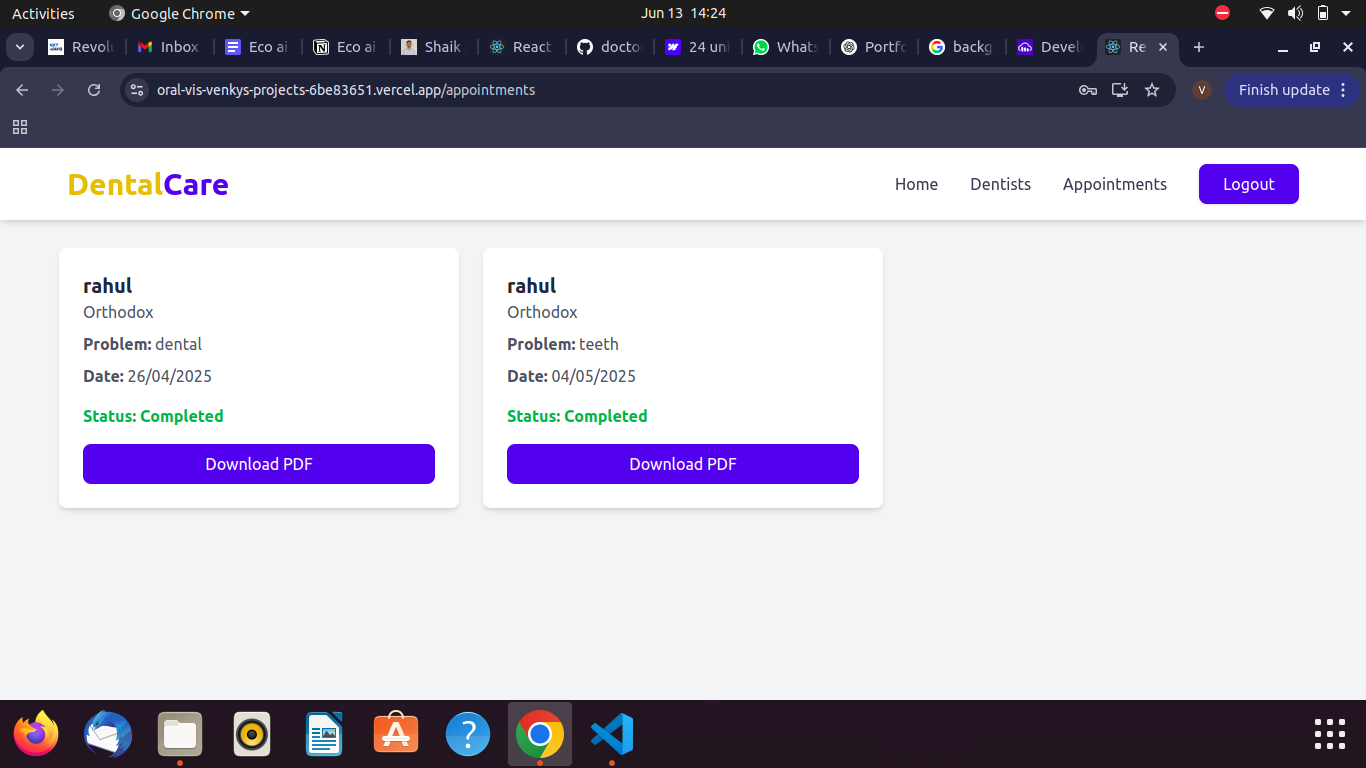 Activities Google Chrome Jun 13 14:24
Revolu Inbox Eco ai Eco ai Shaik React docto 24 uni Whats Portfo backg Develo Re
oral-vis-venkys-projects-6be83651.vercel.app/appointments V Finish update
DentalCare Home Dentists Appointments Logout
rahul
Orthodox
Problem: dental
Date: 26/04/2025
Status: Completed
Download PDF
rahul
Orthodox
Problem: teeth
Date: 04/05/2025
Status: Completed
Download PDF